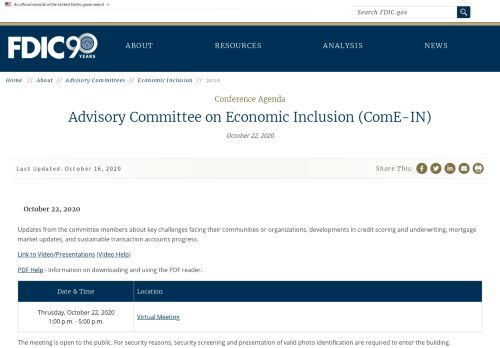 An official website of the United States government
Search FDIC.gov
FDIC 90 YEARS
ABOUT
RESOURCES
ANALYSIS
NEWS
Home // About // Advisory Committees // Economic Inclusion // 2020
Conference Agenda
Advisory Committee on Economic Inclusion (ComE-IN)
October 22, 2020
Last Updated: October 16, 2020
Share This:
October 22, 2020
Updates from the committee members about key challenges facing their communities or organizations, developments in credit scoring and underwriting, mortgage
market updates, and sustainable transaction accounts progress.
Link to Video/Presentations (Video Help)
PDF Help - Information on downloading and using the PDF reader.
Date & Time
Location
Thrusday, October 22, 2020
1:00 p.m. - 5:00 p.m.
Virtual Meeting
The meeting is open to the public. For security reasons, security screening and presentation of valid photo identification are required to enter the building.